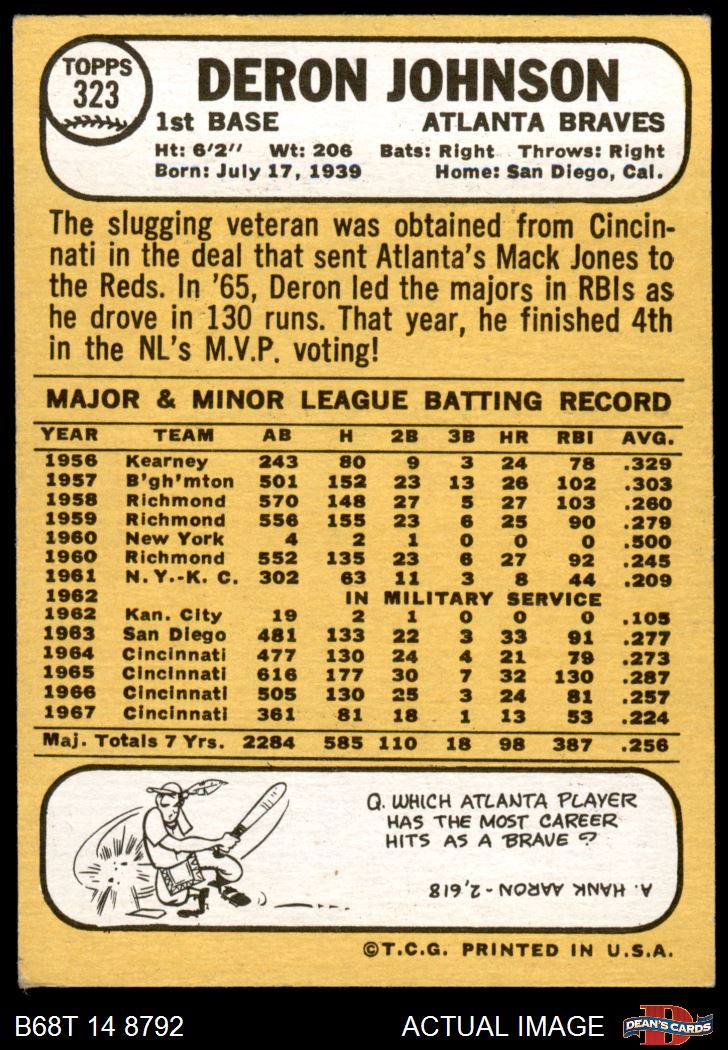 TOPPS
323
DERON JOHNSON
1st BASE ATLANTA BRAVES
Ht: 6'2" Wt: 206 Bats: Right Throws: Right
Born: July 17, 1939 Home: San Diego, Cal.
The slugging veteran was obtained from Cincin-
nati in the deal that sent Atlanta's Mack Jones to
the Reds. In '65, Deron led the majors in RBIs as
he drove in 130 runs. That year, he finished 4th
in the NL's M.V.P. voting!
MAJOR & MINOR LEAGUE BATTING RECORD
YEAR TEAM AB H 2B 3B HR RBI AVG.
1956 Kearney 243 80 9 3 24 78 .329
1957 B'gh'mton 501 152 23 13 26 102 .303
1958 Richmond 570 148 27 5 27 103 .260
1959 Richmond 556 155 23 6 25 90 .279
1960 New York 4 2 1 0 0 0 .500
1960 Richmond 552 135 23 6 27 92 .245
1961 N.Y.-K.C. 302 63 11 3 8 44 .209
1962 IN MILITARY SERVICE
1962 Kan. City 19 2 1 0 0 0 .105
1963 San Diego 481 133 22 3 33 91 .277
1964 Cincinnati 477 130 24 4 21 79 .273
1965 Cincinnati 616 177 30 7 32 130 .287
1966 Cincinnati 505 130 25 3 24 81 .257
1967 Cincinnati 361 81 18 1 13 53 .224
Maj. Totals 7 Yrs. 2284 585 110 18 98 387 .256
Q. WHICH ATLANTA PLAYER
HAS THE MOST CAREER
HITS AS A BRAVE?
A. HANK AARON - 2,618
©T.C.G. PRINTED IN U.S.A.
B68T 14 8792 ACTUAL IMAGE
D
DEAN'S CARDS